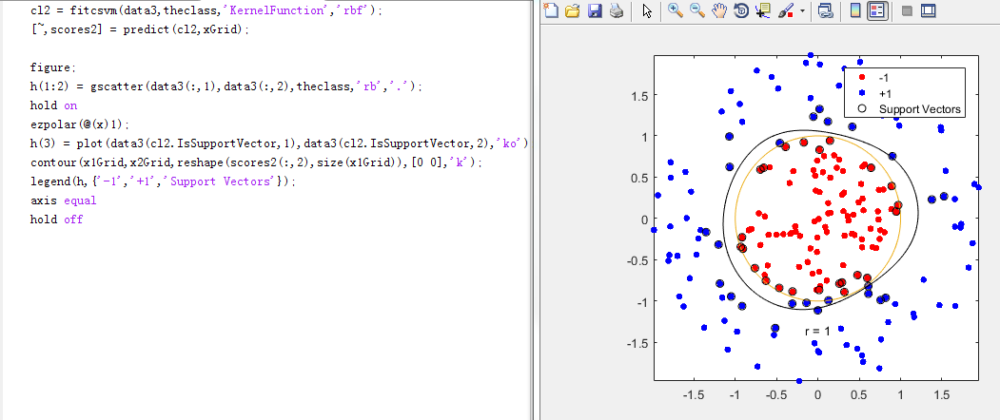 cl2 = fitcsvm(data3,theclass,'KernelFunction','rbf');
[~,scores2] = predict(cl2,xGrid);
figure;
h(1:2) = gscatter(data3(:,1),data3(:,2),theclass,'rb','.');
hold on
ezpolar(@(x)1);
h(3) = plot(data3(cl2.IsSupportVector,1),data3(cl2.IsSupportVector,2),'ko')
contour(x1Grid,x2Grid,reshape(scores2(:,2),size(x1Grid)),[0 0],'k');
legend(h,{'-1','+1','Support Vectors'});
axis equal
hold off
-1
+1
Support Vectors
1.5
1
0.5
0
-0.5
-1
-1.5
r = 1
-1.5 -1 -0.5 0 0.5 1 1.5